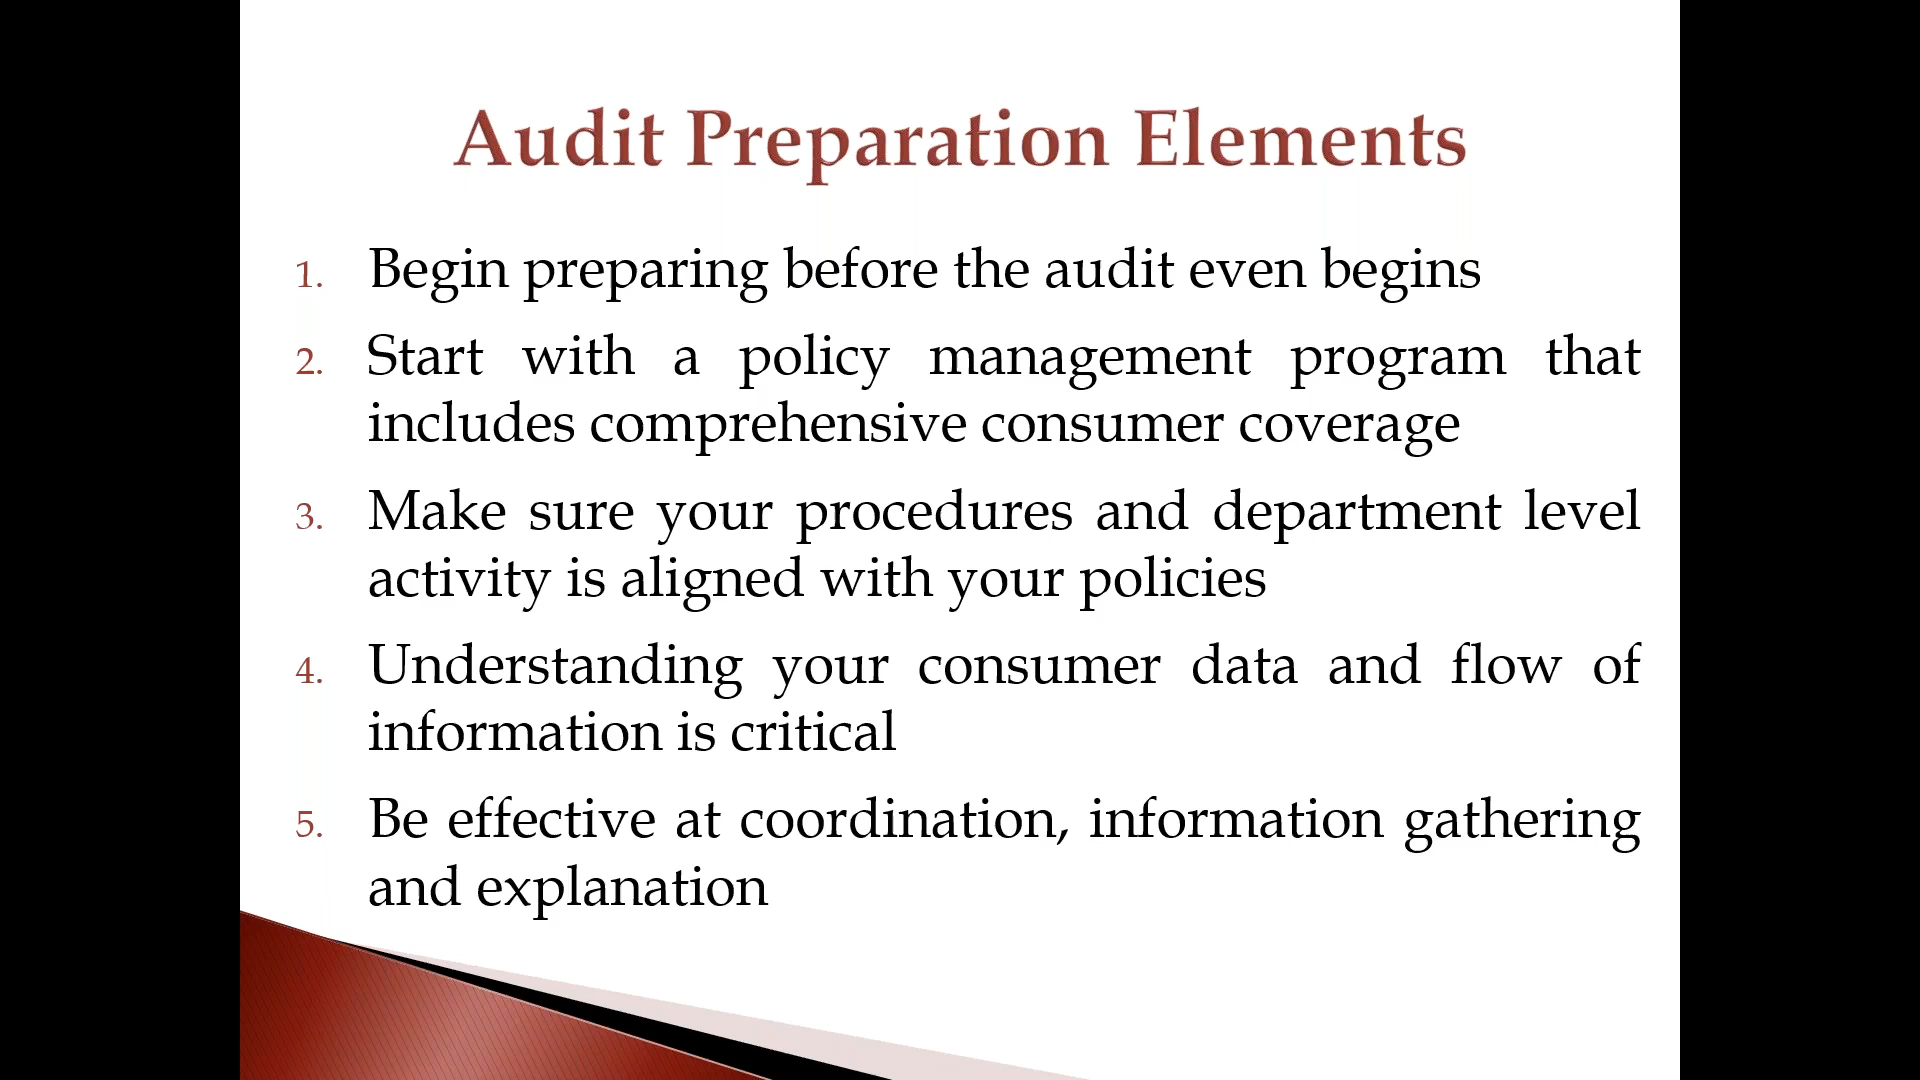 Audit Preparation Elements
1. Begin preparing before the audit even begins
2. Start with a policy management program that
includes comprehensive consumer coverage
3. Make sure your procedures and department level
activity is aligned with your policies
4. Understanding your consumer data and flow of
information is critical
5. Be effective at coordination, information gathering
and explanation